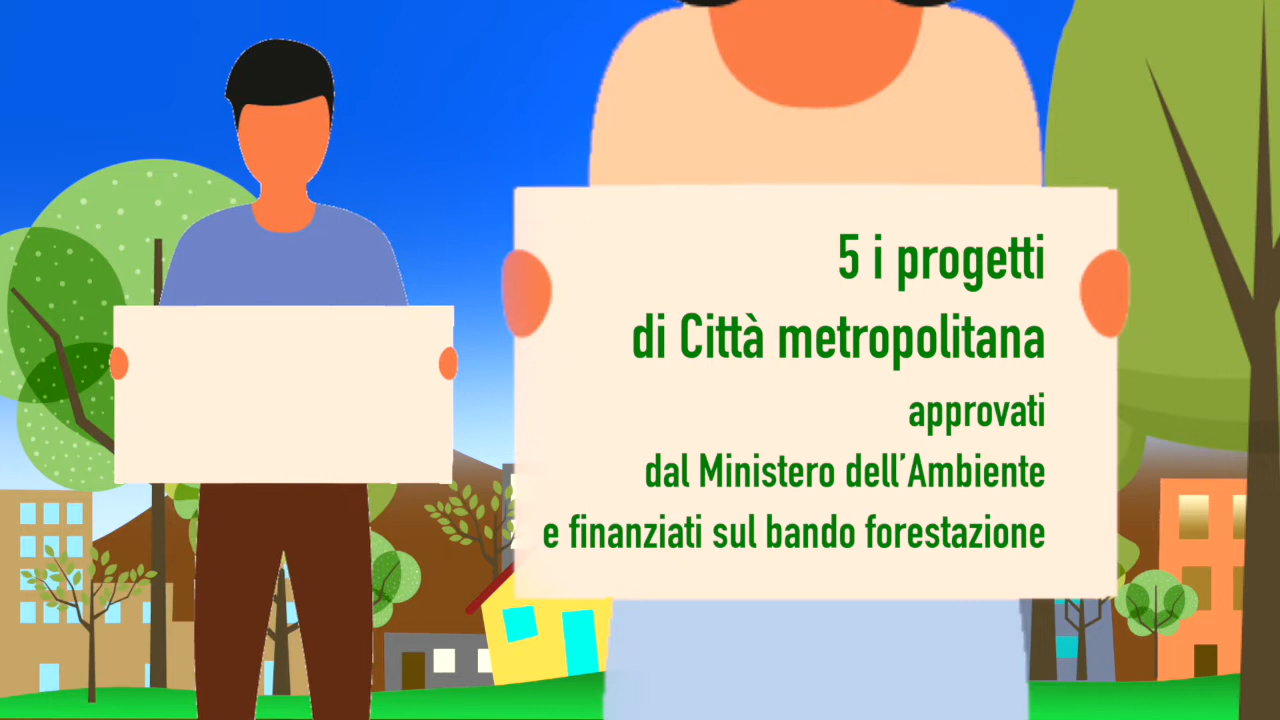 5 i progetti
di Città metropolitana
approvati
dal Ministero dell'Ambiente
e finanziati sul bando forestazione